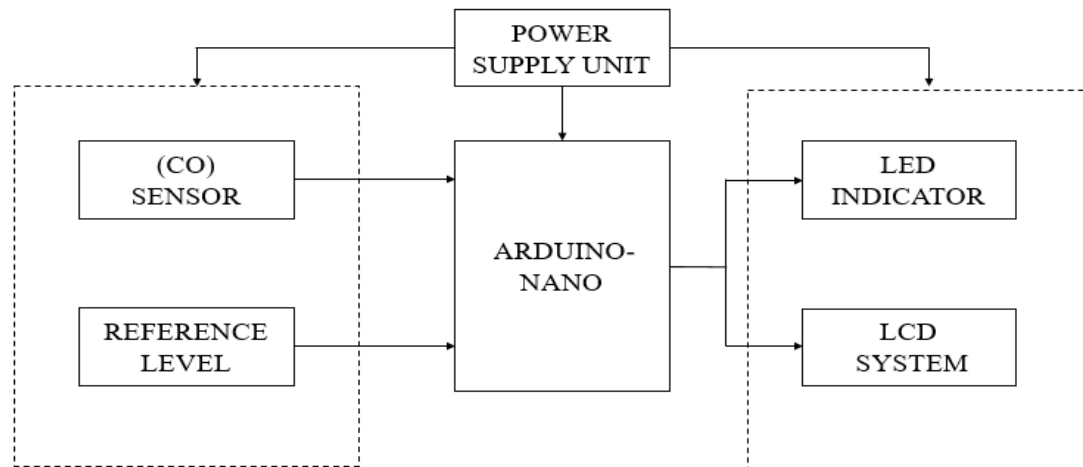 POWER
SUPPLY UNIT
(CO)
SENSOR
ARDUINO-
NANO
LED
INDICATOR
REFERENCE
LEVEL
LCD
SYSTEM